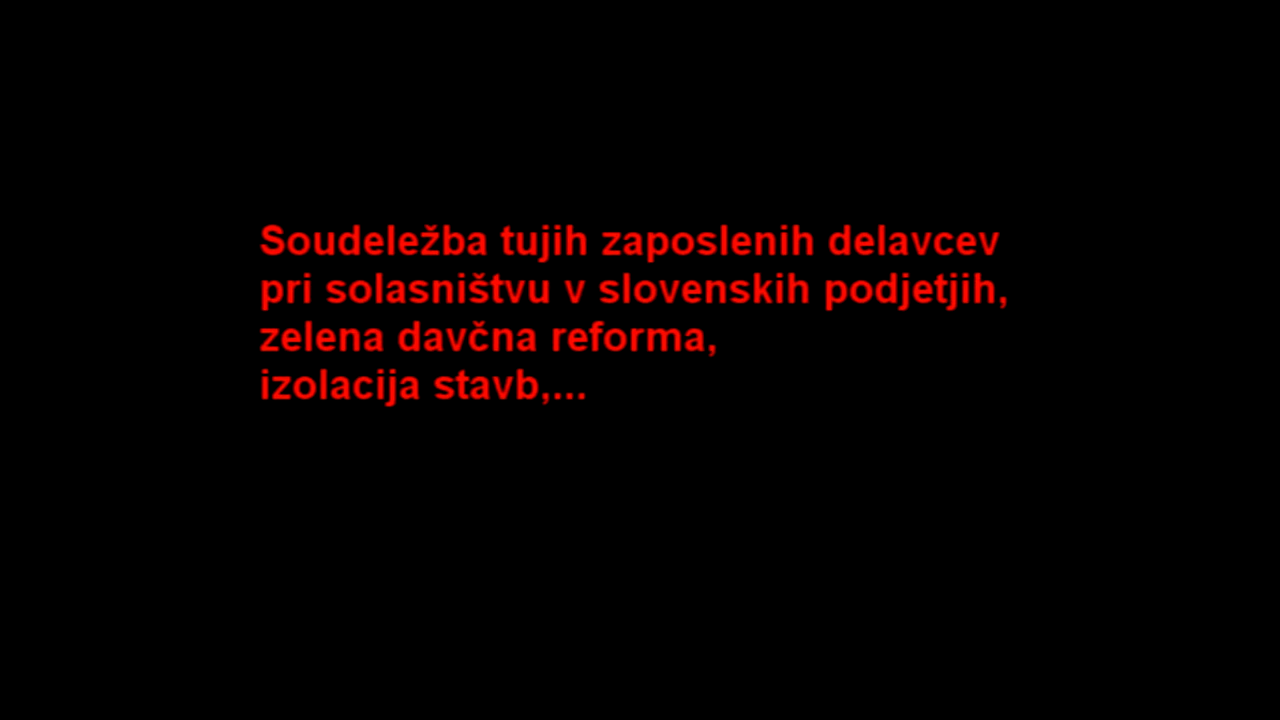 Soudeležba tujih zaposlenih delavcev
pri solasništvu v slovenskih podjetjih,
zelena davčna reforma,
izolacija stavb,...